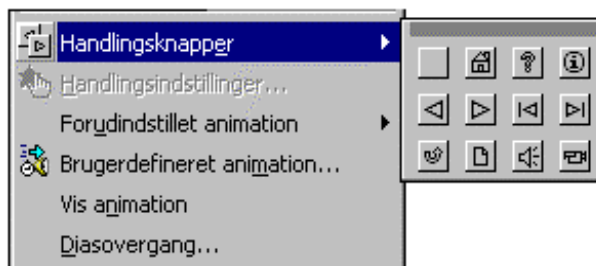 Handlingsknapper
Handlingsindstillinger...
Forudindstillet animation
Brugerdefineret animation...
Vis animation
Diasovergang...